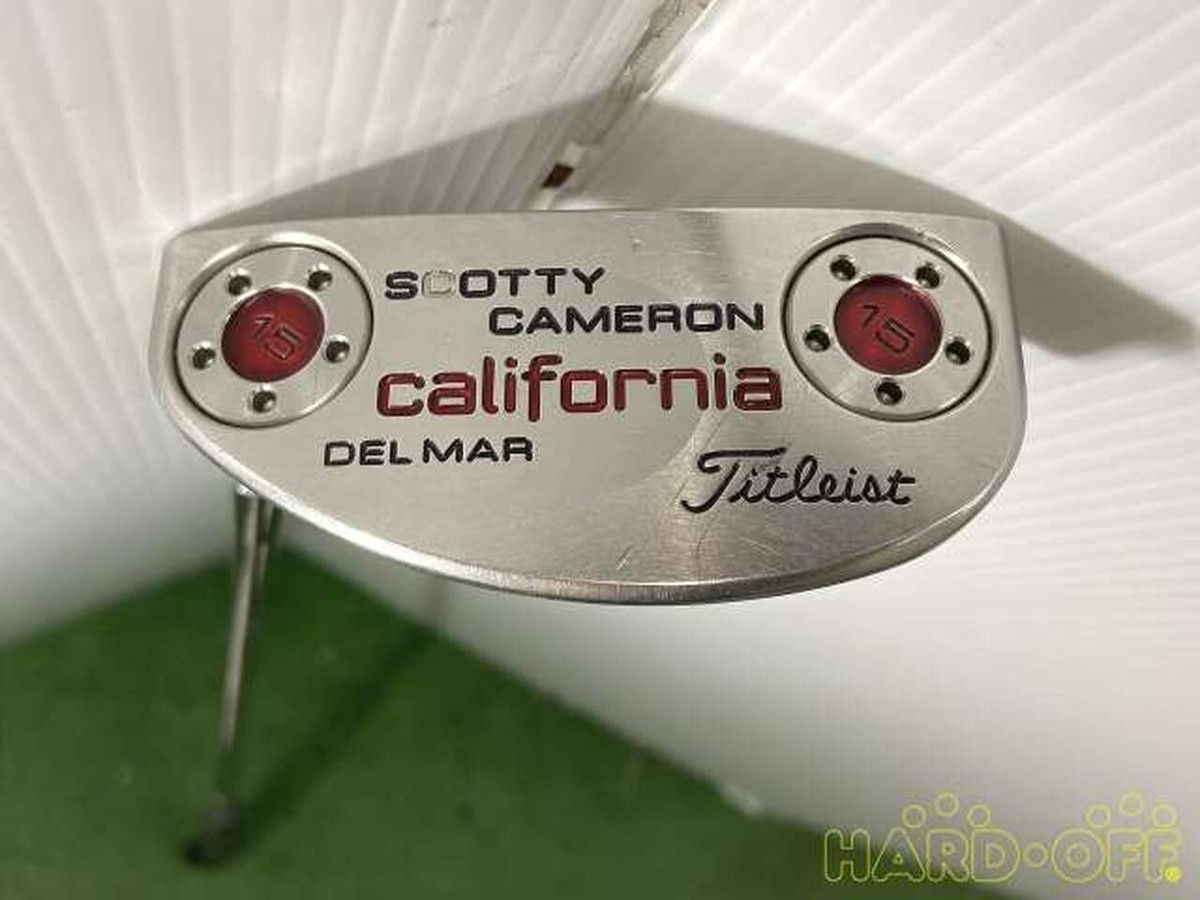 SCOTTY
CAMERON
california
DEL MAR
Titleist
15
15
HARD·OFF